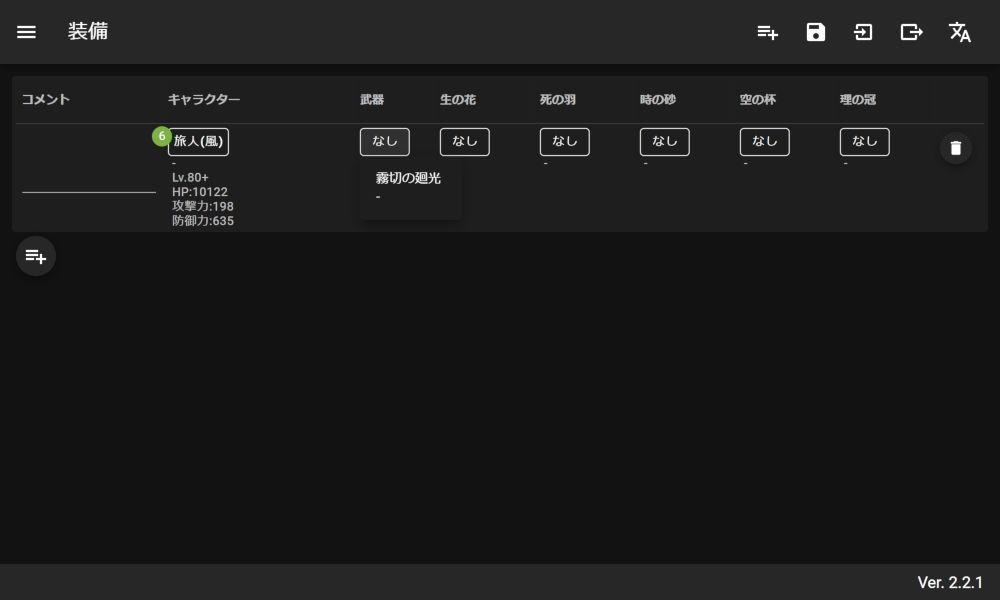 装備
コメント キャラクター 武器 生の花 死の羽 時の砂 空の杯 理の冠
6 旅人(風) なし なし なし なし なし なし
- - - - -
Lv.80+
HP:10122
攻撃力:198
防御力:635
霧切の廻光
-
Ver. 2.2.1